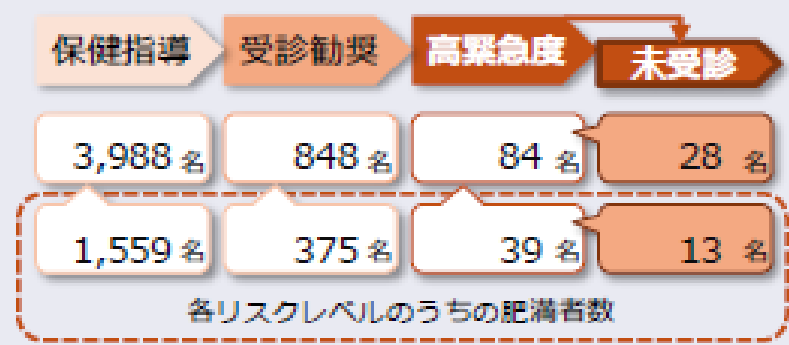 保健指導 受診勧奨 高緊急度 未受診
3,988 名 848 名 84 名 28 名
1,559 名 375 名 39 名 13 名
各リスクレベルのうちの肥満者数